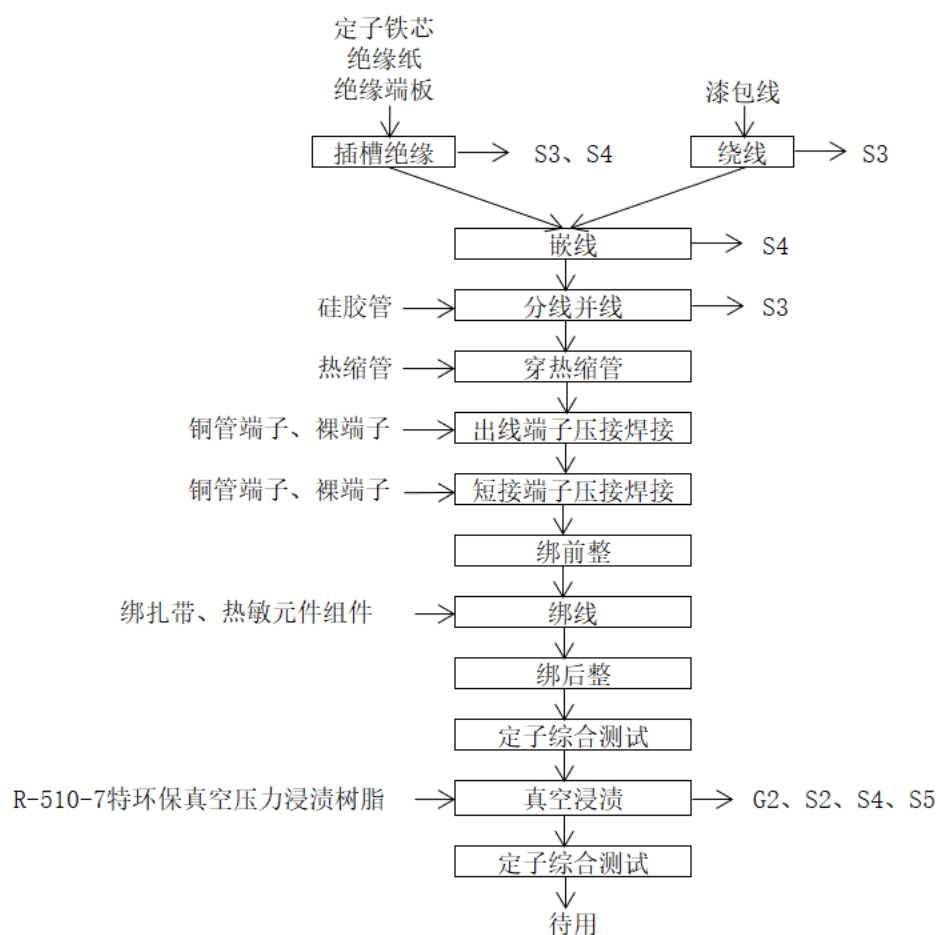 定子铁芯
绝缘纸
绝缘端板
漆包线
插槽绝缘
S3、S4
绕线
S3
嵌线
S4
硅胶管
分线并线
S3
热缩管
穿热缩管
铜管端子、裸端子
出线端子压接焊接
铜管端子、裸端子
短接端子压接焊接
绑前整
绑扎带、热敏元件组件
绑线
绑后整
定子综合测试
R-510-7特环保真空压力浸渍树脂
真空浸渍
G2、S2、S4、S5
定子综合测试
待用